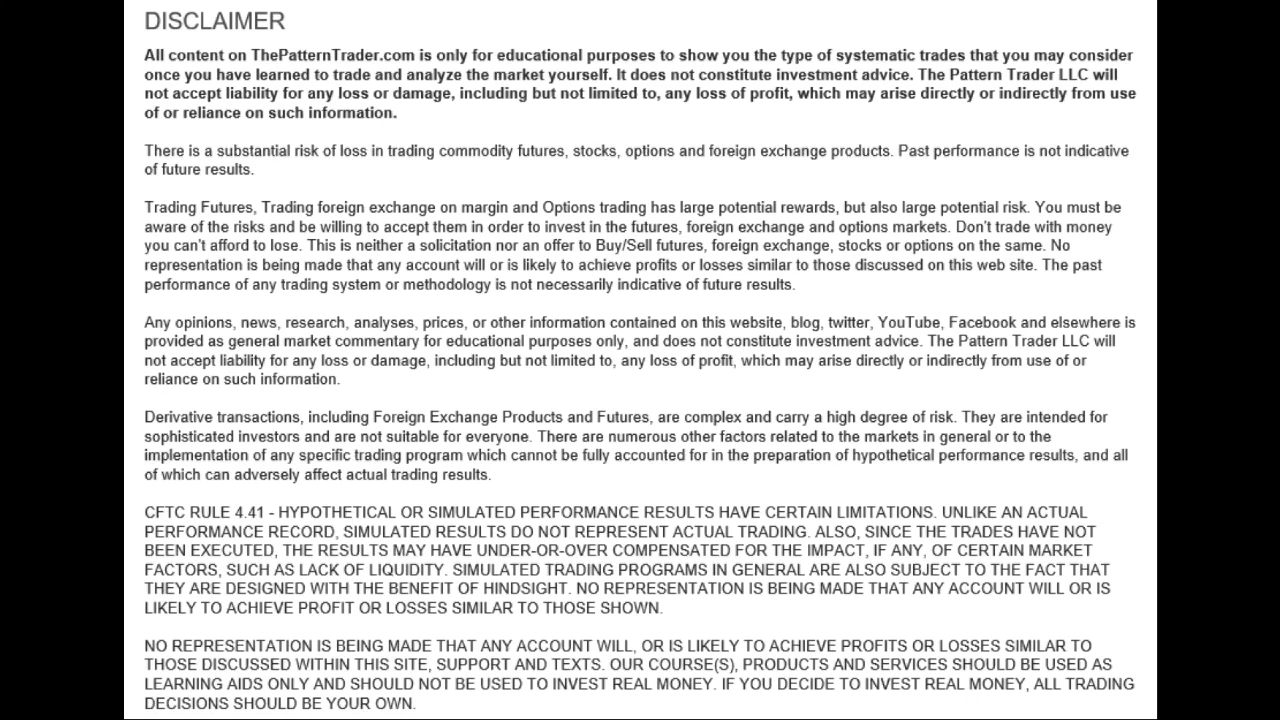 DISCLAIMER
All content on ThePatternTrader.com is only for educational purposes to show you the type of systematic trades that you may consider
once you have learned to trade and analyze the market yourself. It does not constitute investment advice. The Pattern Trader LLC will
not accept liability for any loss or damage, including but not limited to, any loss of profit, which may arise directly or indirectly from use
of or reliance on such information.
There is a substantial risk of loss in trading commodity futures, stocks, options and foreign exchange products. Past performance is not indicative
of future results.
Trading Futures, Trading foreign exchange on margin and Options trading has large potential rewards, but also large potential risk. You must be
aware of the risks and be willing to accept them in order to invest in the futures, foreign exchange and options markets. Don't trade with money
you can't afford to lose. This is neither a solicitation nor an offer to Buy/Sell futures, foreign exchange, stocks or options on the same. No
representation is being made that any account will or is likely to achieve profits or losses similar to those discussed on this web site. The past
performance of any trading system or methodology is not necessarily indicative of future results.
Any opinions, news, research, analyses, prices, or other information contained on this website, blog, twitter, YouTube, Facebook and elsewhere is
provided as general market commentary for educational purposes only, and does not constitute investment advice. The Pattern Trader LLC will
not accept liability for any loss or damage, including but not limited to, any loss of profit, which may arise directly or indirectly from use of or
reliance on such information.
Derivative transactions, including Foreign Exchange Products and Futures, are complex and carry a high degree of risk. They are intended for
sophisticated investors and are not suitable for everyone. There are numerous other factors related to the markets in general or to the
implementation of any specific trading program which cannot be fully accounted for in the preparation of hypothetical performance results, and all
of which can adversely affect actual trading results.
CFTC RULE 4.41 - HYPOTHETICAL OR SIMULATED PERFORMANCE RESULTS HAVE CERTAIN LIMITATIONS. UNLIKE AN ACTUAL
PERFORMANCE RECORD, SIMULATED RESULTS DO NOT REPRESENT ACTUAL TRADING. ALSO, SINCE THE TRADES HAVE NOT
BEEN EXECUTED, THE RESULTS MAY HAVE UNDER-OR-OVER COMPENSATED FOR THE IMPACT, IF ANY, OF CERTAIN MARKET
FACTORS, SUCH AS LACK OF LIQUIDITY. SIMULATED TRADING PROGRAMS IN GENERAL ARE ALSO SUBJECT TO THE FACT THAT
THEY ARE DESIGNED WITH THE BENEFIT OF HINDSIGHT. NO REPRESENTATION IS BEING MADE THAT ANY ACCOUNT WILL OR IS
LIKELY TO ACHIEVE PROFIT OR LOSSES SIMILAR TO THOSE SHOWN.
NO REPRESENTATION IS BEING MADE THAT ANY ACCOUNT WILL, OR IS LIKELY TO ACHIEVE PROFITS OR LOSSES SIMILAR TO
THOSE DISCUSSED WITHIN THIS SITE, SUPPORT AND TEXTS. OUR COURSE(S), PRODUCTS AND SERVICES SHOULD BE USED AS
LEARNING AIDS ONLY AND SHOULD NOT BE USED TO INVEST REAL MONEY. IF YOU DECIDE TO INVEST REAL MONEY, ALL TRADING
DECISIONS SHOULD BE YOUR OWN.